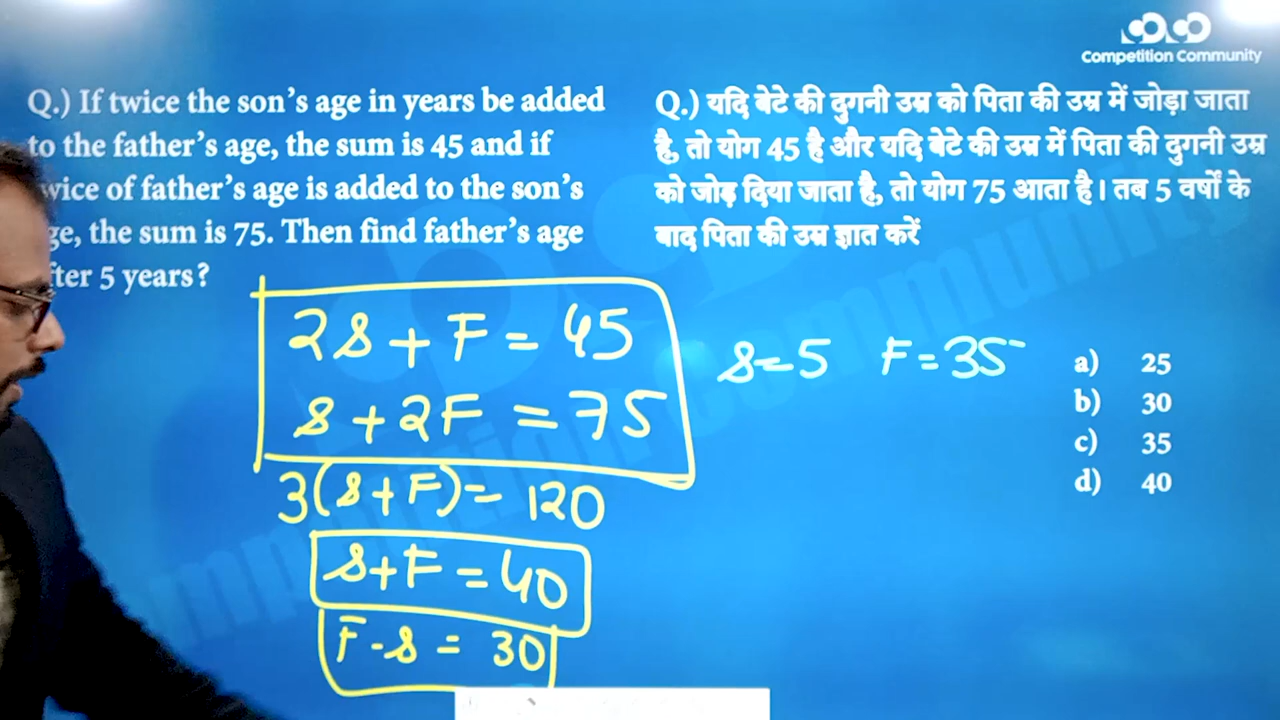 Competition Community
Q.) If twice the son's age in years be added
to the father's age, the sum is 45 and if
wice of father's age is added to the son's
ge, the sum is 75. Then find father's age
fter 5 years?
Q.) यदि बेटे की दुगनी उम्र को पिता की उम्र में जोड़ा जाता
है, तो योग 45 है और यदि बेटे की उम्र में पिता की दुगनी उम्र
को जोड़ दिया जाता है, तो योग 75 आता है। तब 5 वर्षों के
बाद पिता की उम्र ज्ञात करें
2s + F = 45
s + 2F = 75
3(s + F) = 120
s + F = 40
F - s = 30
s = 5 F = 35
a) 25
b) 30
c) 35
d) 40